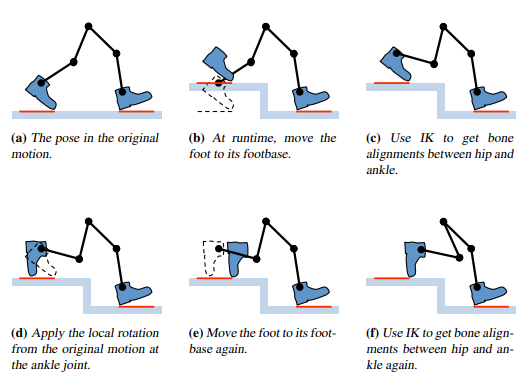 (a) The pose in the original
motion.
(b) At runtime, move the
foot to its footbase.
(c) Use IK to get bone
alignments between hip and
ankle.
(d) Apply the local rotation
from the original motion at
the ankle joint.
(e) Move the foot to its foot-
base again.
(f) Use IK to get bone align-
ments between hip and an-
kle again.